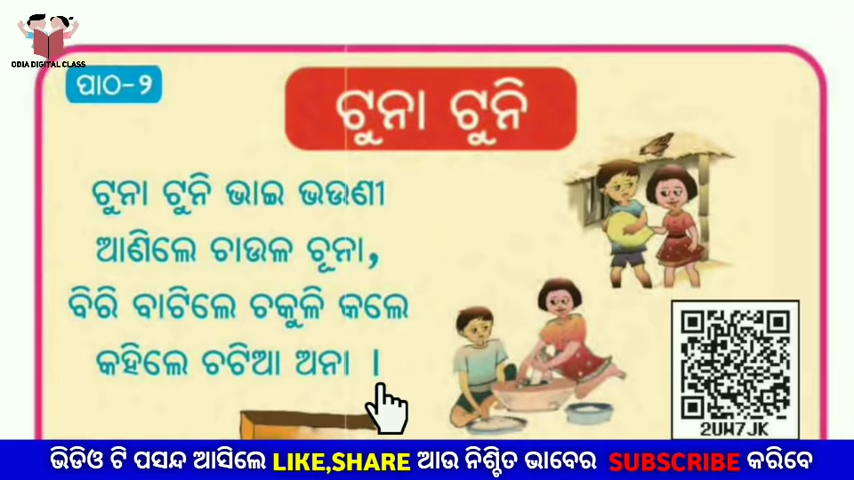 ODIA DIGITAL CLASS
ପାଠ-୨
ଟୁନା ଟୁନି
ଟୁନା ଟୁନି ଭାଇ ଭଉଣୀ
ଆଣିଲେ ଚାଉଳ ଚୂନା,
ବିରି ବାଟିଲେ ଚକୁଳି କଲେ
କହିଲେ ଚଟିଆ ଅନା ।
2UW7JK
ଭିଡିଓ ଟି ପସନ୍ଦ ଆସିଲେ LIKE,SHARE ଆଉ ନିଶ୍ଚିତ ଭାବେର SUBSCRIBE କରିବେ